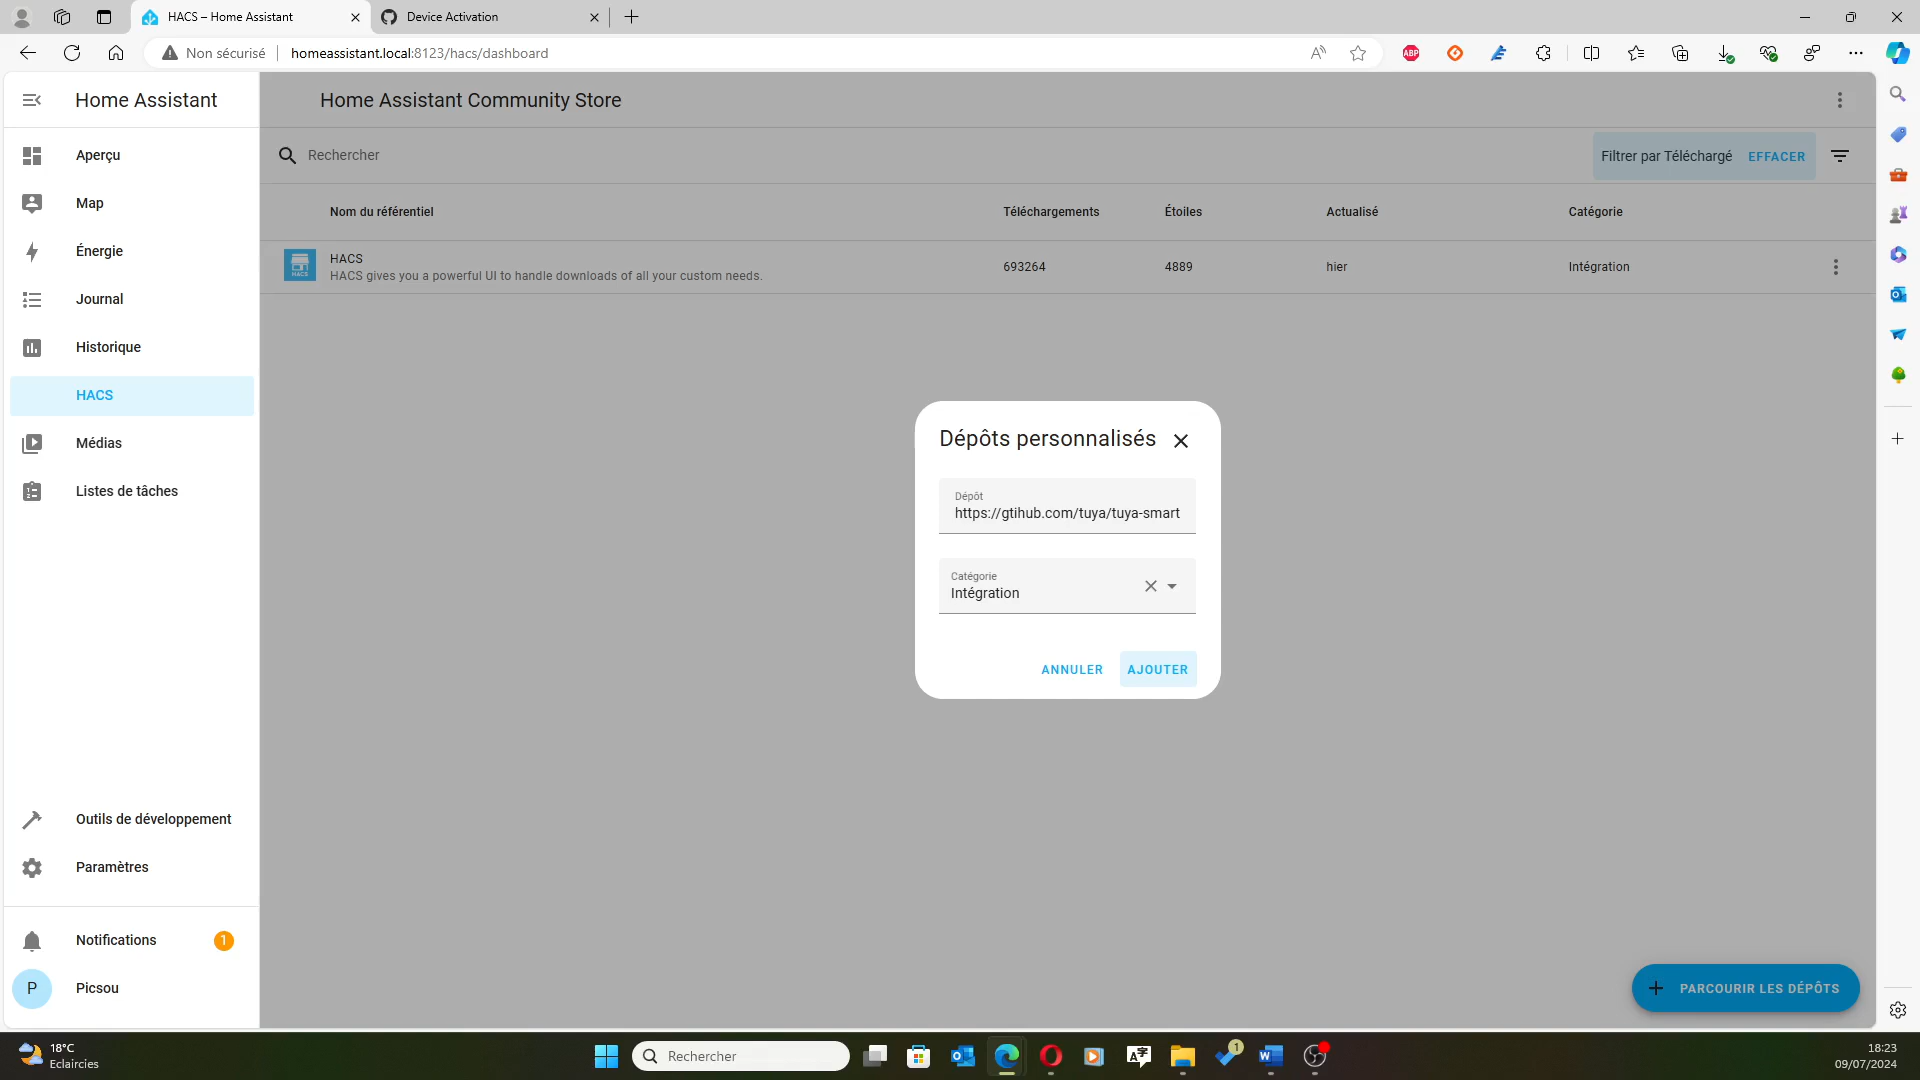 HACS – Home Assistant
Device Activation
Non sécurisé
homeassistant.local:8123/hacs/dashboard
ABP
Home Assistant
Aperçu
Map
Énergie
Journal
Historique
HACS
Médias
Listes de tâches
Outils de développement
Paramètres
Notifications
1
P
Picsou
Home Assistant Community Store
Rechercher
Filtrer par Téléchargé
EFFACER
Nom du référentiel
Téléchargements
Étoiles
Actualisé
Catégorie
HACS
HACS
HACS gives you a powerful UI to handle downloads of all your custom needs.
693264
4889
hier
Intégration
Dépôts personnalisés
Dépôt
https://gtihub.com/tuya/tuya-smart
Catégorie
Intégration
ANNULER
AJOUTER
PARCOURIR LES DÉPÔTS
18°C
Eclaircies
Rechercher
1
18:23
09/07/2024